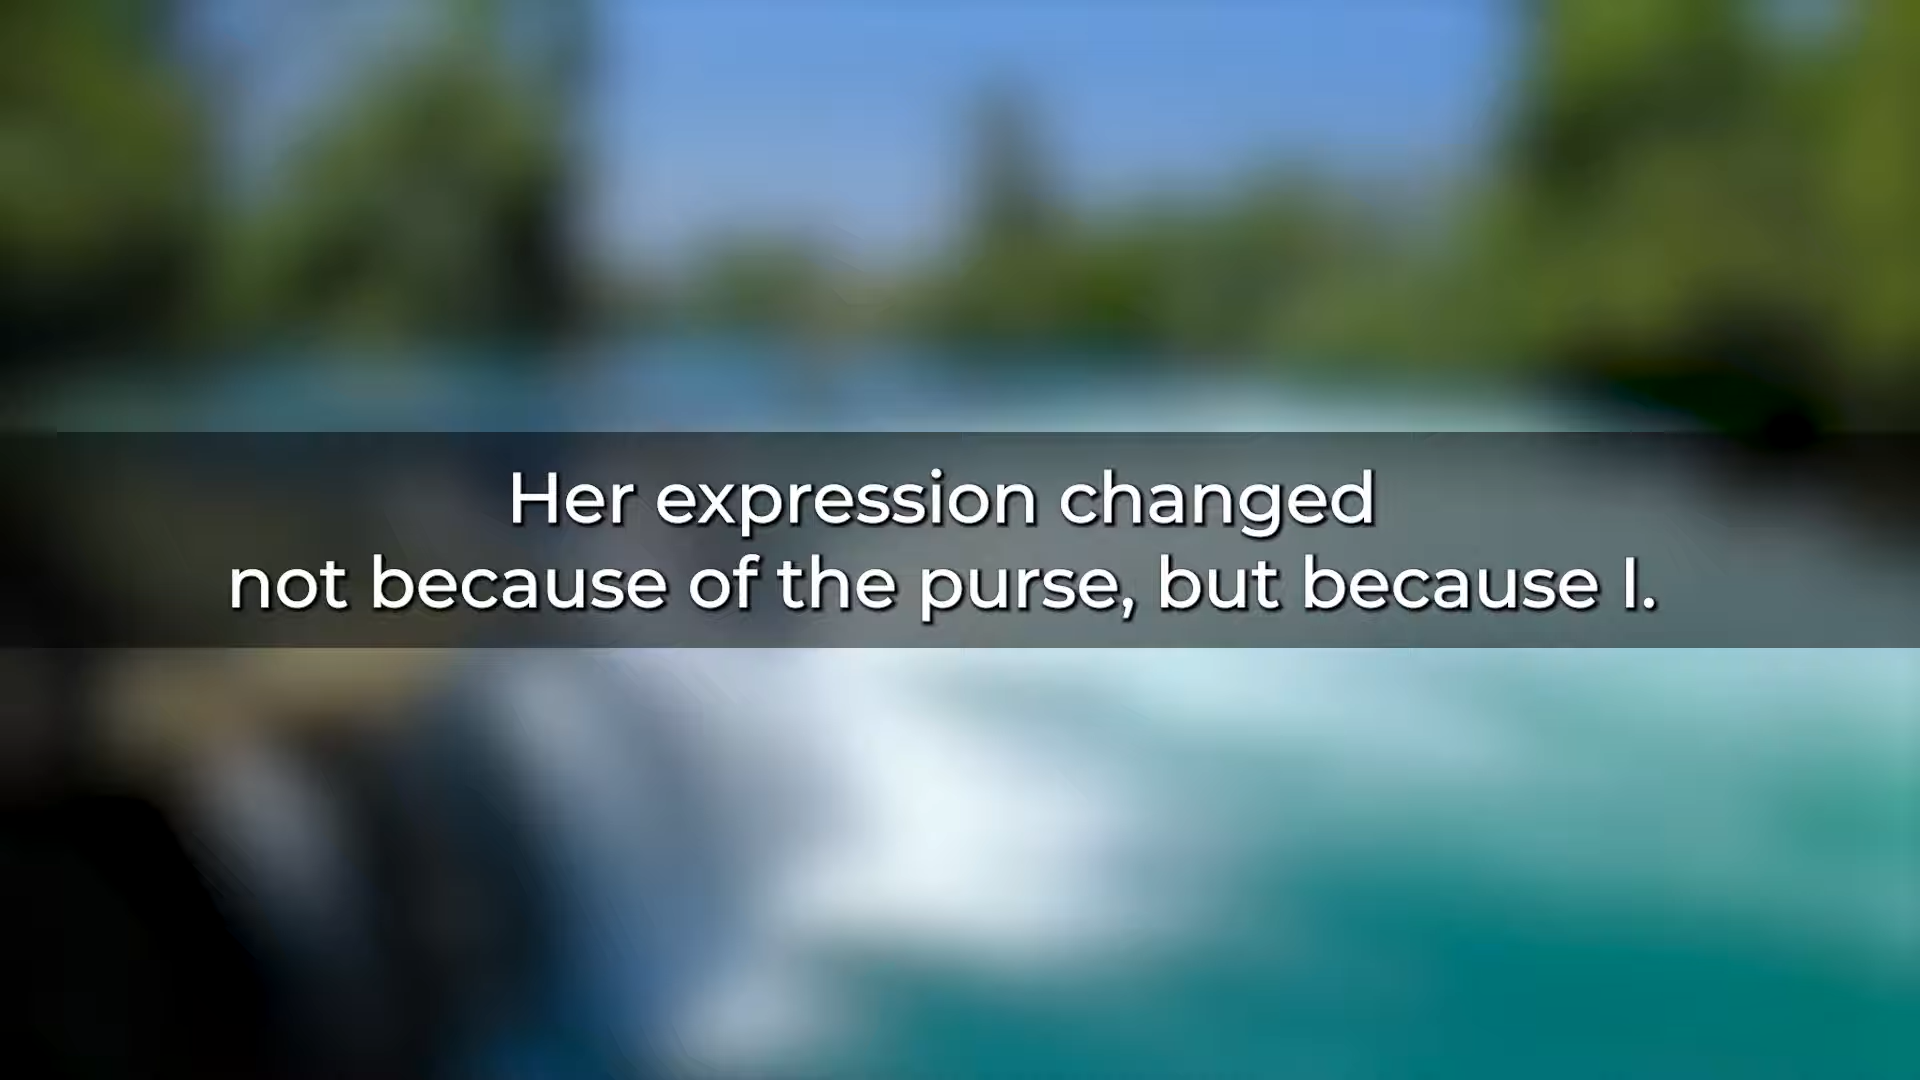 Her expression changed
not because of the purse, but because I.